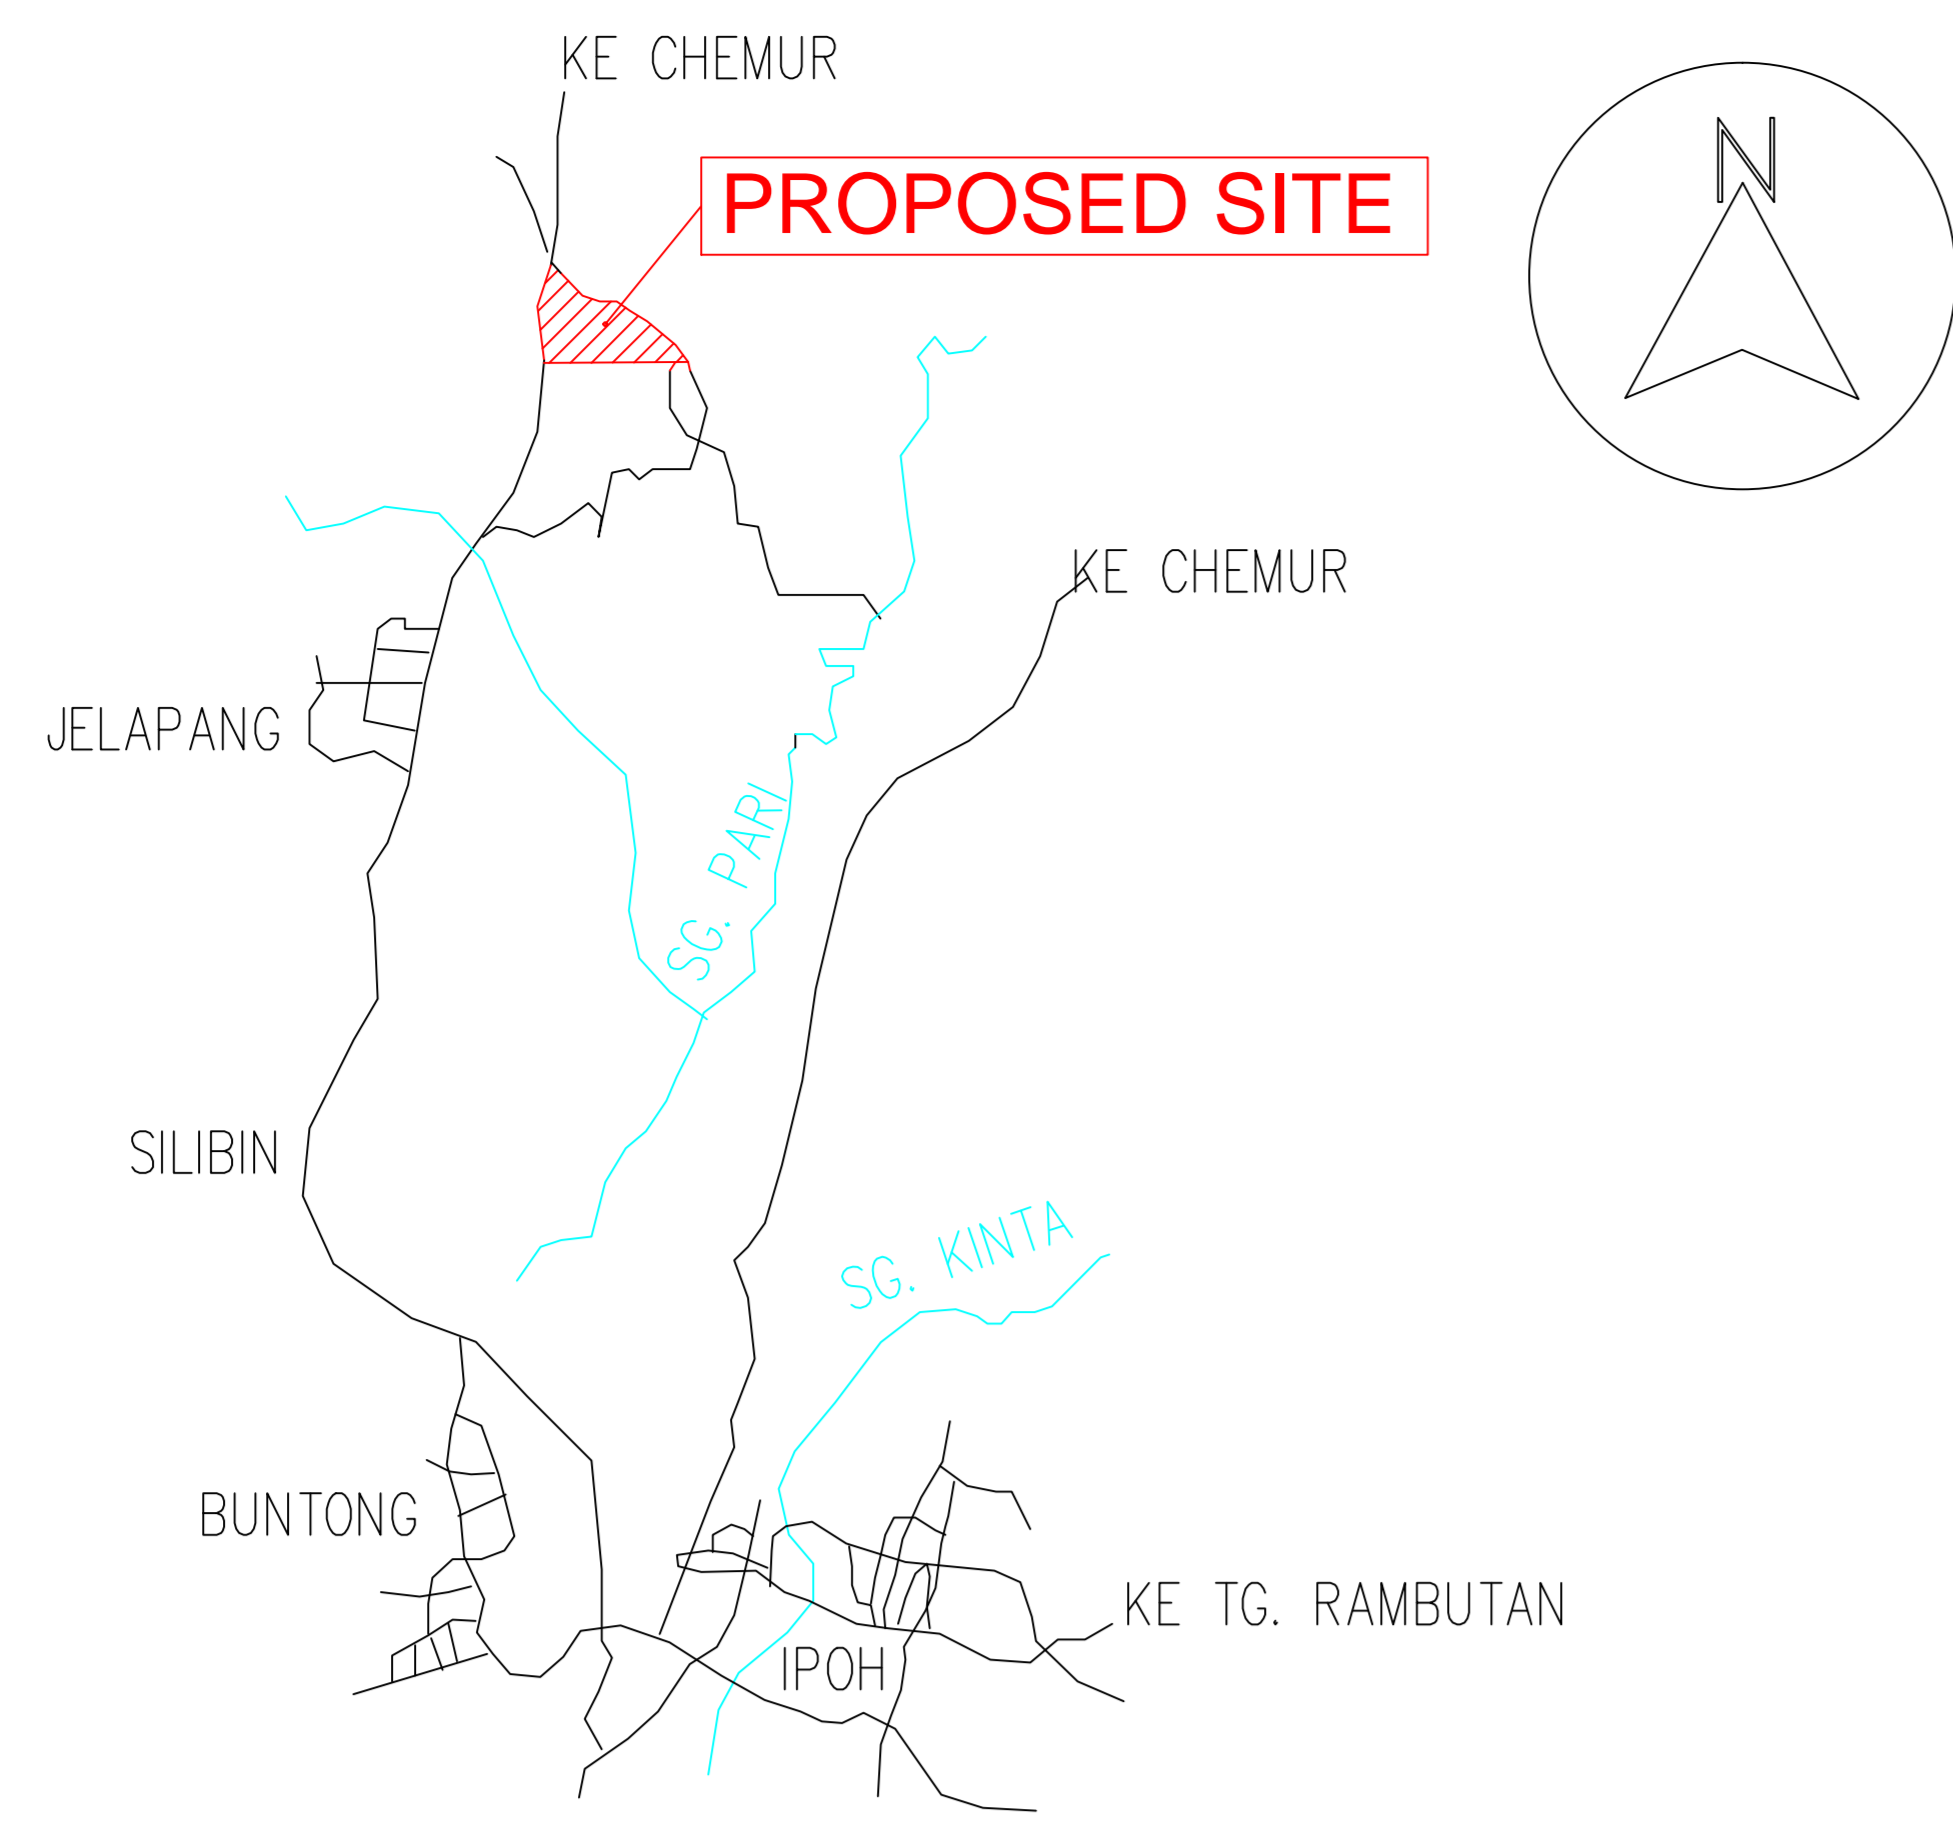 KE CHEMUR
N
PROPOSED SITE
KE CHEMUR
JELAPANG
SG. PARI
SILIBIN
SG. KINTA
BUNTONG
KE TG. RAMBUTAN
IPOH